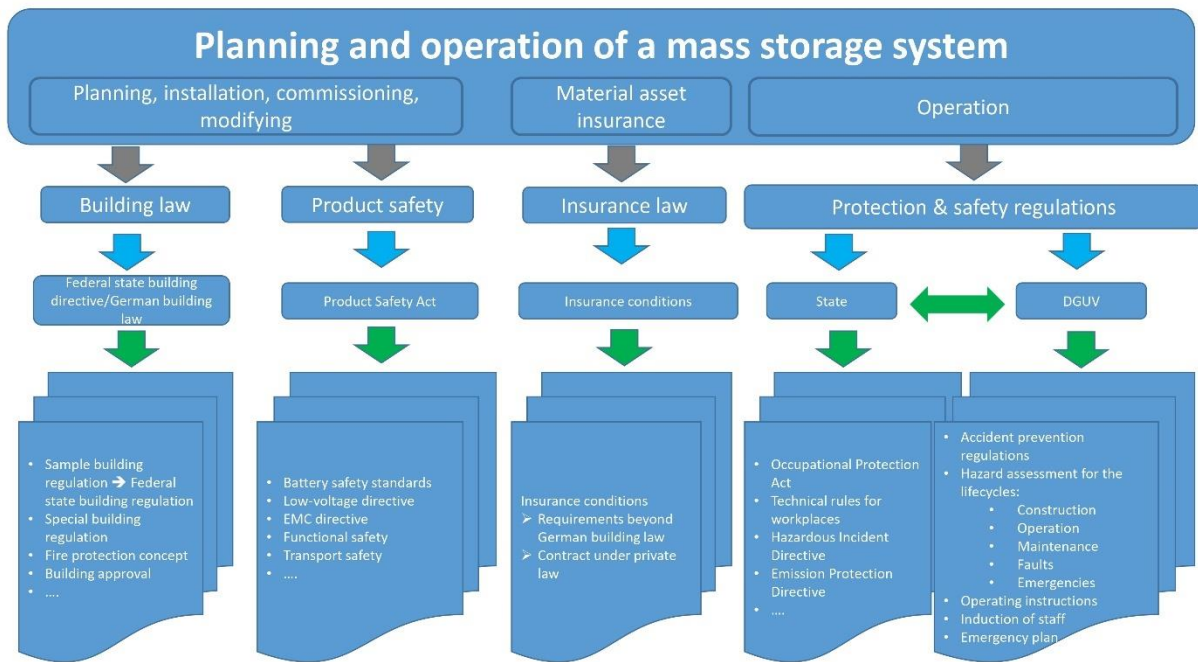 Planning and operation of a mass storage system
Planning, installation, commissioning,
modifying
Material asset
insurance
Operation
Building law
Product safety
Insurance law
Protection & safety regulations
Federal state building
directive/German building
law
Product Safety Act
Insurance conditions
State
DGUV
• Sample building
regulation ➔ Federal
state building regulation
• Special building
regulation
• Fire protection concept
• Building approval
• ....
• Battery safety standards
• Low-voltage directive
• EMC directive
• Functional safety
• Transport safety
• ....
Insurance conditions
➢ Requirements beyond
German building law
➢ Contract under private
law
• Occupational Protection
Act
• Technical rules for
workplaces
• Hazardous Incident
Directive
• Emission Protection
Directive
• ....
• Accident prevention
regulations
• Hazard assessment for the
lifecycles:
• Construction
• Operation
• Maintenance
• Faults
• Emergencies
• Operating instructions
• Induction of staff
• Emergency plan